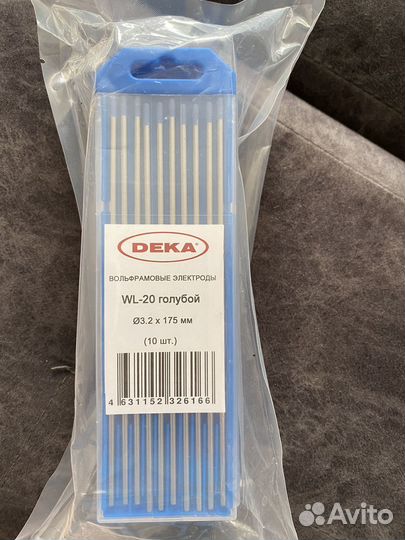 DEKA
ВОЛЬФРАМОВЫЕ ЭЛЕКТРОДЫ
WL-20 голубой
Ø3.2 x 175 мм
(10 шт.)
4 631152 326166
Avito